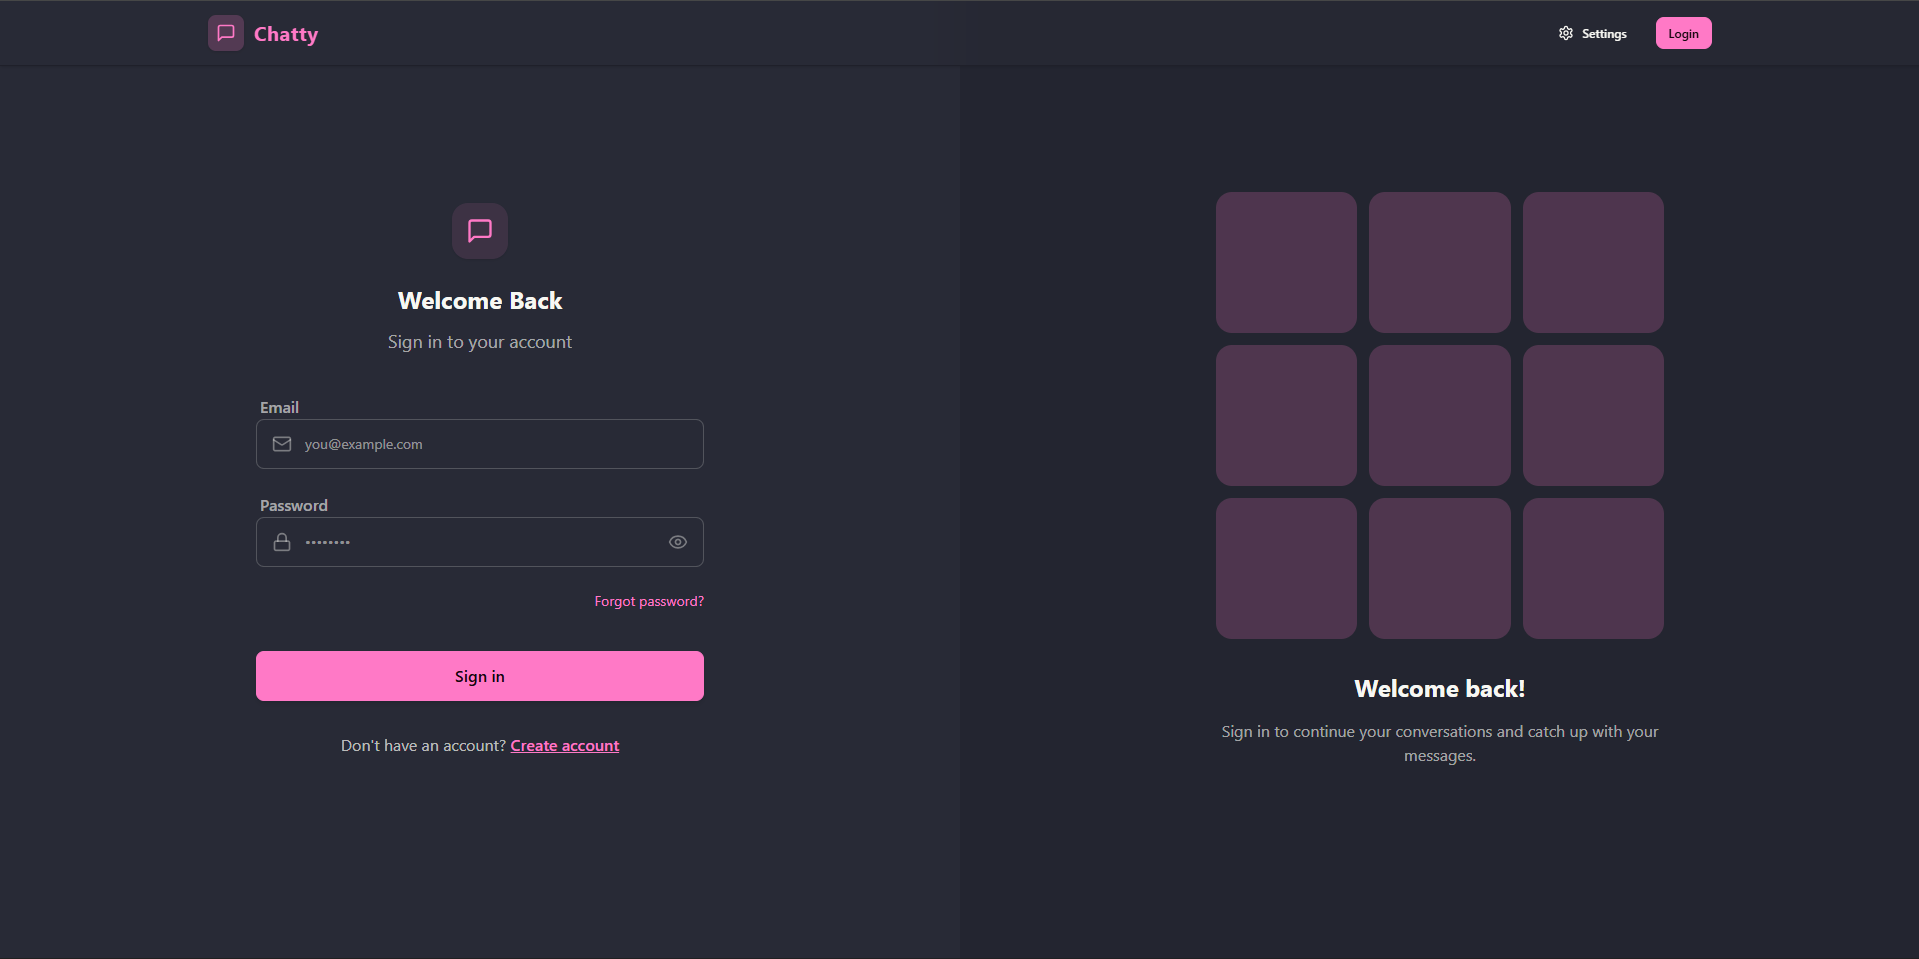 Chatty
Settings
Login
Welcome Back
Sign in to your account
Email
you@example.com
Password
••••••••
Forgot password?
Sign in
Don't have an account? Create account
Welcome back!
Sign in to continue your conversations and catch up with your
messages.